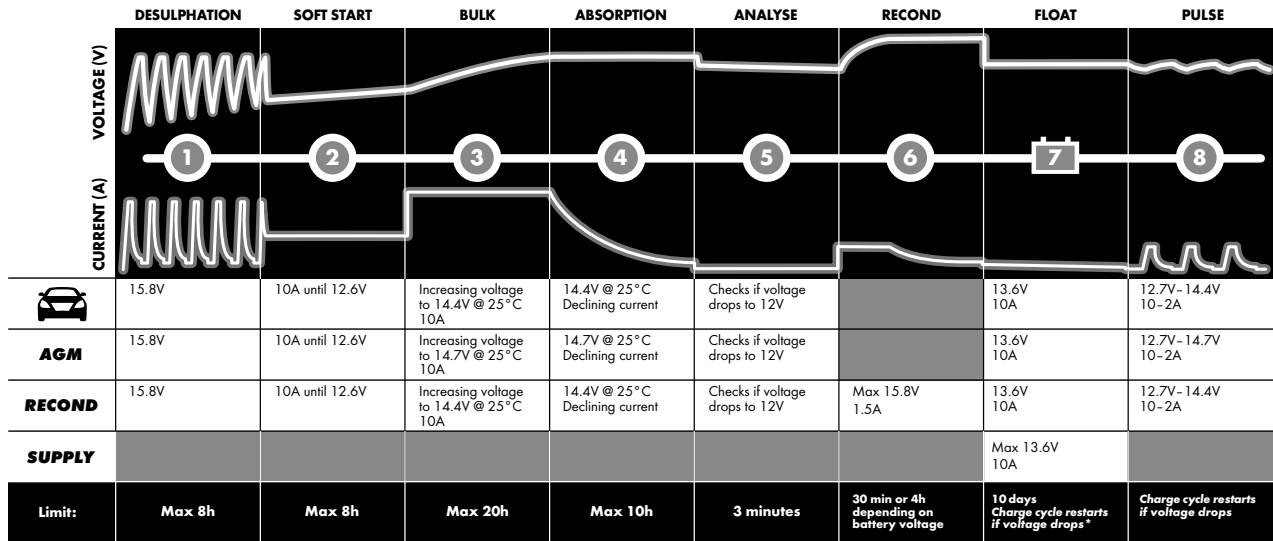 DESULPHATION SOFT START BULK ABSORPTION ANALYSE RECOND FLOAT PULSE
VOLTAGE (V)
1 2 3 4 5 6 7 8
CURRENT (A)
15.8V
10A until 12.6V
Increasing voltage
to 14.4V @ 25°C
10A
14.4V @ 25°C
Declining current
Checks if voltage
drops to 12V
13.6V
10A
12.7V–14.4V
10–2A
AGM
15.8V
10A until 12.6V
Increasing voltage
to 14.7V @ 25°C
10A
14.7V @ 25°C
Declining current
Checks if voltage
drops to 12V
13.6V
10A
12.7V–14.7V
10–2A
RECOND
15.8V
10A until 12.6V
Increasing voltage
to 14.4V @ 25°C
10A
14.4V @ 25°C
Declining current
Checks if voltage
drops to 12V
Max 15.8V
1.5A
13.6V
10A
12.7V–14.4V
10–2A
SUPPLY
Max 13.6V
10A
Limit:
Max 8h
Max 8h
Max 20h
Max 10h
3 minutes
30 min or 4h
depending on
battery voltage
10 days
Charge cycle restarts
if voltage drops*
Charge cycle restarts
if voltage drops